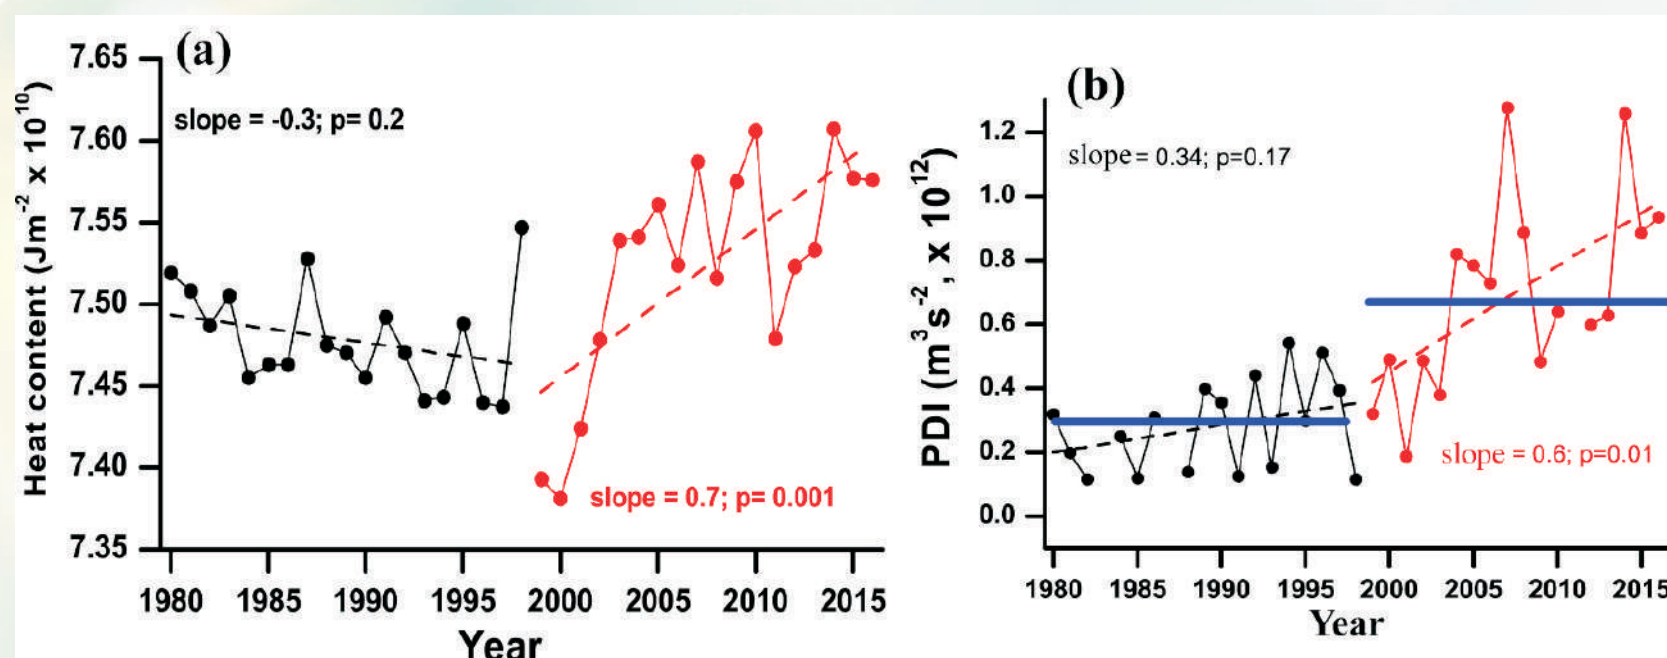 (a)
7.65
7.60
7.55
7.50
7.45
7.40
7.35
Heat content (Jm⁻² x 10¹⁰)
slope = -0.3; p= 0.2
slope = 0.7; p= 0.001
1980 1985 1990 1995 2000 2005 2010 2015
Year
(b)
1.2
1.0
0.8
0.6
0.4
0.2
0.0
PDI (m³s⁻², x 10¹²)
slope = 0.34; p=0.17
slope = 0.6; p=0.01
1980 1985 1990 1995 2000 2005 2010 2015
Year